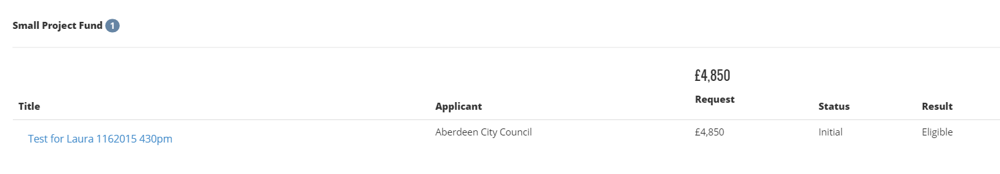 Small Project Fund 1
£4,850
Title Applicant Request Status Result
Test for Laura 1162015 430pm Aberdeen City Council £4,850 Initial Eligible